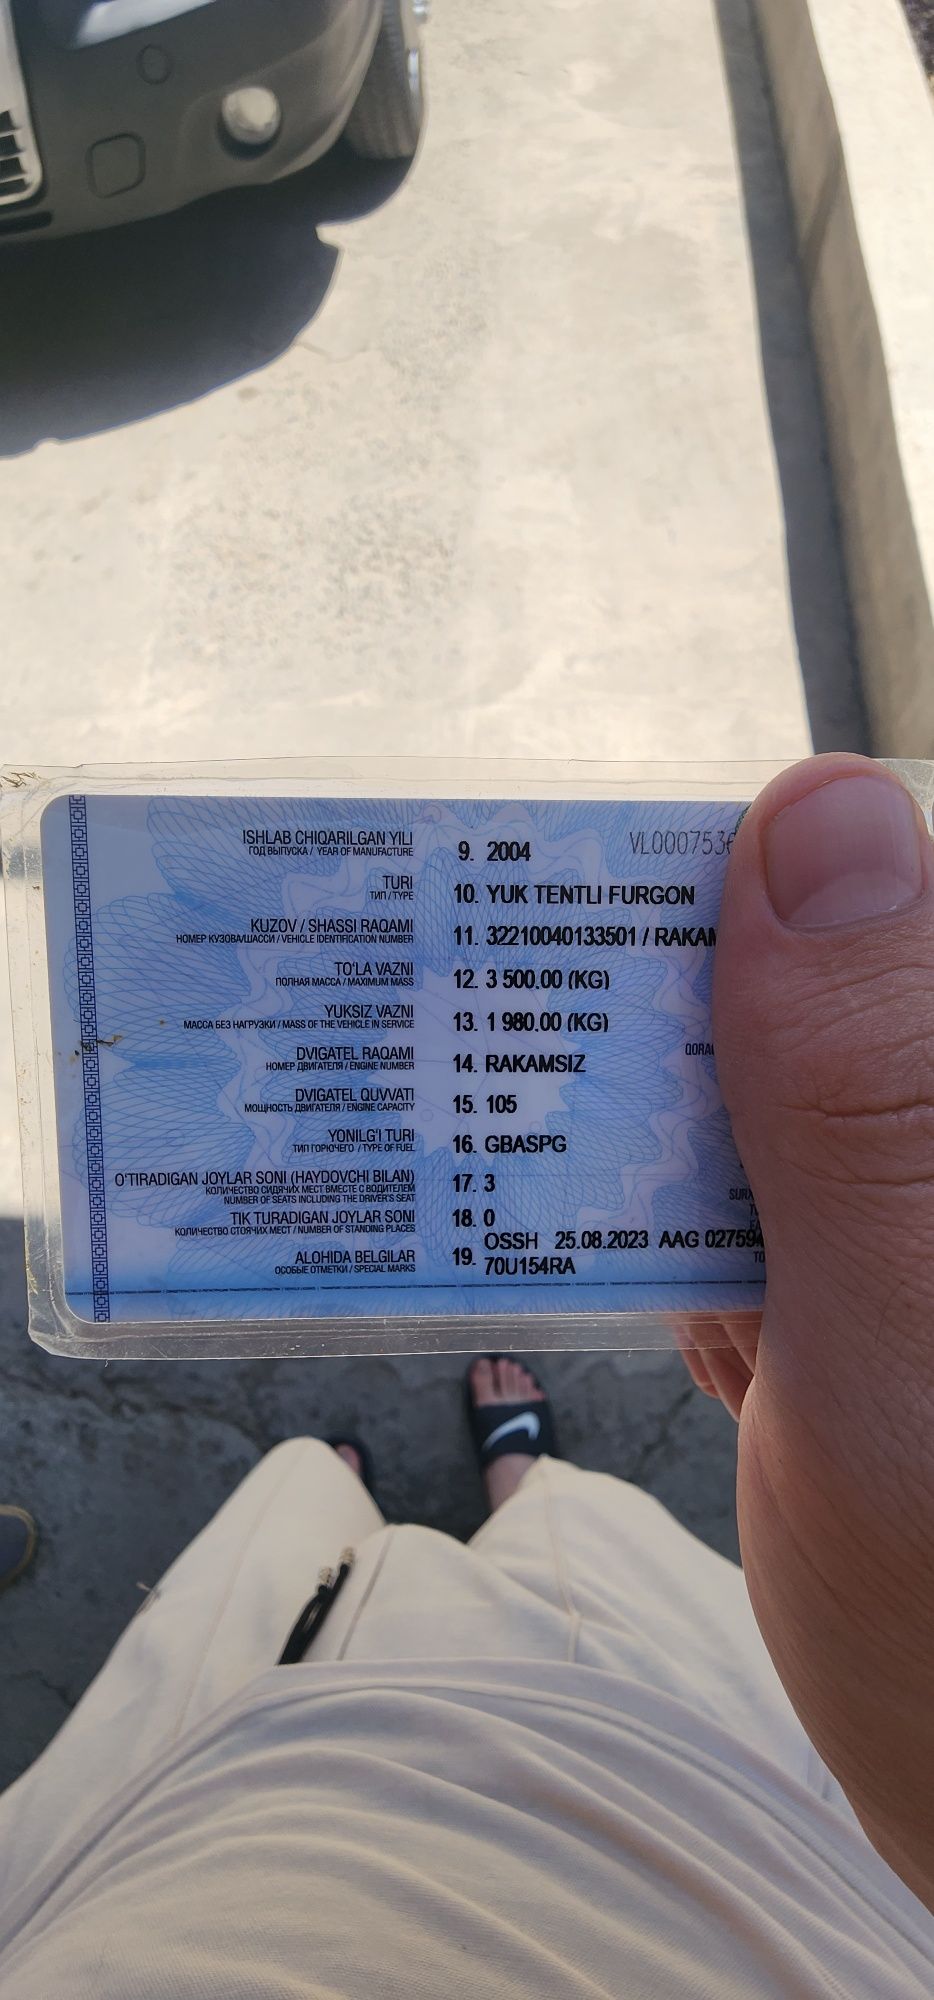 ISHLAB CHIQARILGAN YILI
ГОД ВЫПУСКА / YEAR OF MANUFACTURE
9. 2004
VL000753
TURI
ТИП / TYPE
10. YUK TENTLI FURGON
KUZOV / SHASSI RAQAMI
НОМЕР КУЗОВА/ШАССИ / VEHICLE IDENTIFICATION NUMBER
11. 32210040133501 /
TO'LA VAZNI
ПОЛНАЯ МАССА / MAXIMUM MASS
12. 3 500.00 (KG)
YUKSIZ VAZNI
МАССА БЕЗ НАГРУЗКИ / MASS OF THE VEHICLE IN SERVICE
13. 1 980.00 (KG)
DVIGATEL RAQAMI
НОМЕР ДВИГАТЕЛЯ / ENGINE NUMBER
14. RAKAMSIZ
DVIGATEL QUVVATI
МОЩНОСТЬ ДВИГАТЕЛЯ / ENGINE CAPACITY
15. 105
YONILG'I TURI
ТИП ГОРЮЧЕГО / TYPE OF FUEL
16. GBASPG
O'TIRADIGAN JOYLAR SONI (HAYDOVCHI BILAN)
КОЛИЧЕСТВО СИДЯЧИХ МЕСТ ВМЕСТЕ С ВОДИТЕЛЕМ
NUMBER OF SEATS INCLUDING THE DRIVER'S SEAT
17. 3
TIK TURADIGAN JOYLAR SONI
КОЛИЧЕСТВО СТОЯЧИХ МЕСТ / NUMBER OF STANDING PLACES
18. 0
ALOHIDA BELGILAR
ОСОБЫЕ ОТМЕТКИ / SPECIAL MARKS
19. OSSH 25.08.2023 AAG 02759
70U154RA